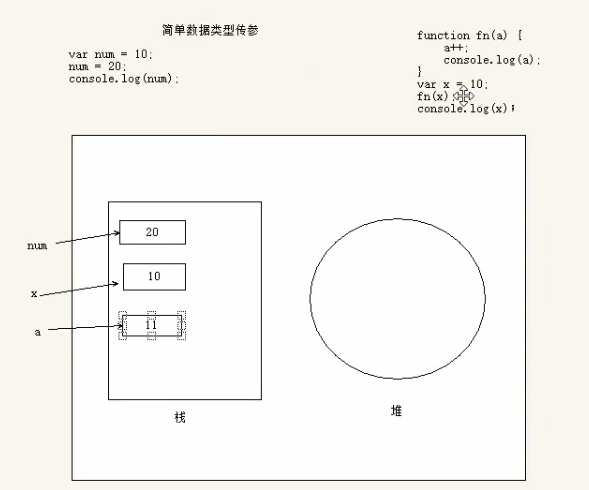 简单数据类型传参
var num = 10;
num = 20;
console.log(num);
function fn(a) {
a++;
console.log(a);
}
var x = 10;
fn(x)
console.log(x);
num
20
x
10
a
11
栈
堆